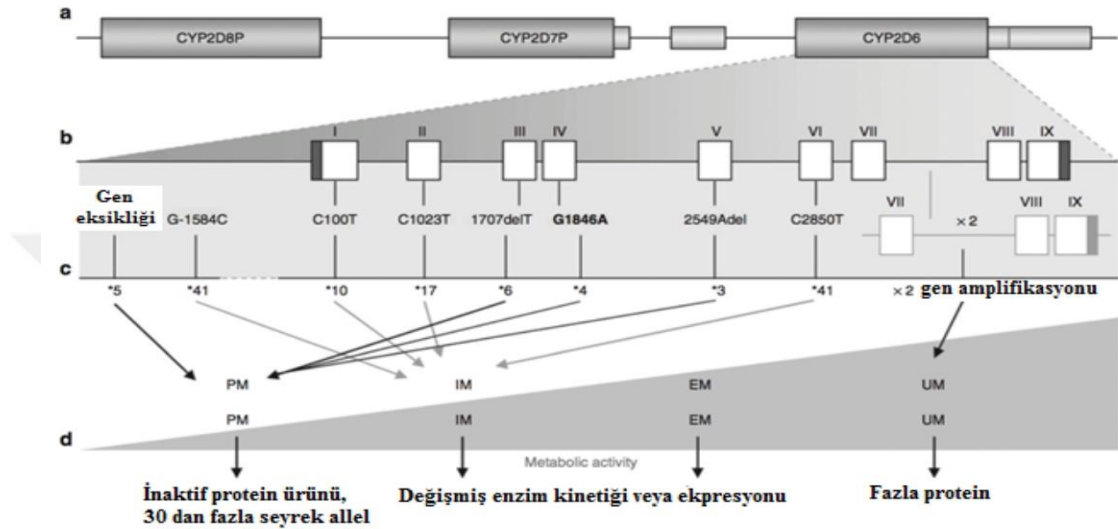 a
CYP2D8P CYP2D7P CYP2D6
b
I II III IV V VI VII VIII IX
Gen
eksikliği
G-1584C C100T C1023T 1707delT G1846A 2549Adel C2850T
VII ×2 VIII IX
c
*5 *41 *10 *17 *6 *4 *3 *41 ×2 gen amplifikasyonu
PM IM EM UM
PM IM EM UM
d
Metabolic activity
İnaktif protein ürünü,
30 dan fazla seyrek allel
Değişmiş enzim kinetiği veya ekpresyonu
Fazla protein